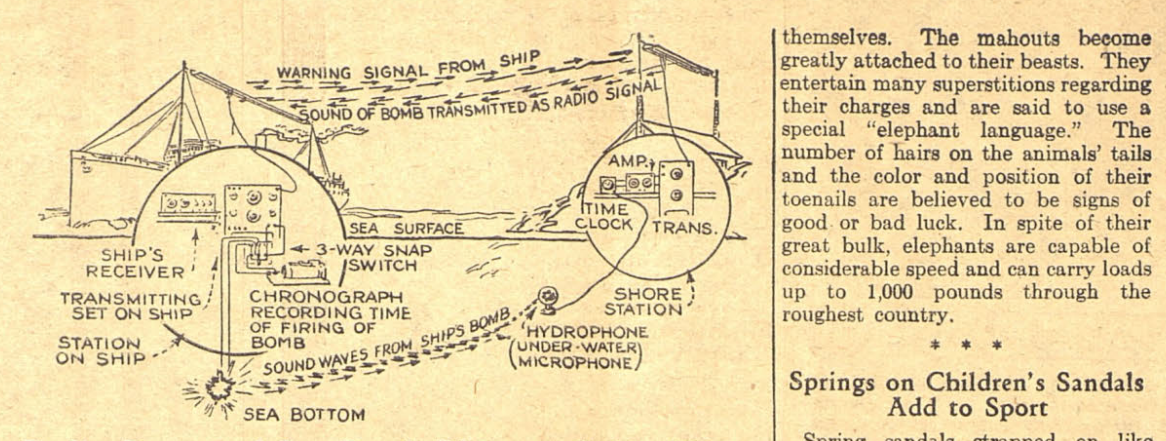 WARNING SIGNAL FROM SHIP
SOUND OF BOMB TRANSMITTED AS RADIO SIGNAL
AMP.
TIME
CLOCK
TRANS.
SEA SURFACE
SHIP'S
RECEIVER
3-WAY SNAP
SWITCH
TRANSMITTING
SET ON SHIP
CHRONOGRAPH
RECORDING TIME
OF FIRING OF
BOMB
SHORE
STATION
STATION
ON SHIP
SOUND WAVES FROM SHIP'S BOMB
HYDROPHONE
(UNDER-WATER
MICROPHONE)
SEA BOTTOM
themselves. The mahouts become
greatly attached to their beasts. They
entertain many superstitions regarding
their charges and are said to use a
special "elephant language." The
number of hairs on the animals' tails
and the color and position of their
toenails are believed to be signs of
good or bad luck. In spite of their
great bulk, elephants are capable of
considerable speed and can carry loads
up to 1,000 pounds through the
roughest country.
* * *
Springs on Children's Sandals
Add to Sport
Spring sandals strapped on like